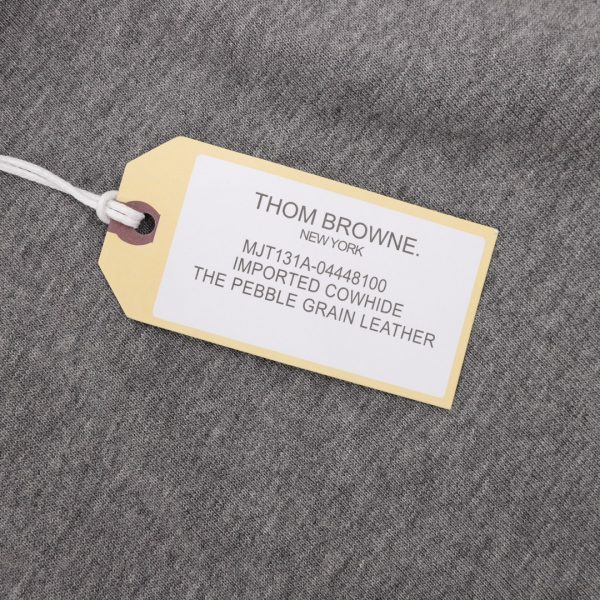 THOM BROWNE.
NEW YORK
MJT131A-04448100
IMPORTED COWHIDE
THE PEBBLE GRAIN LEATHER